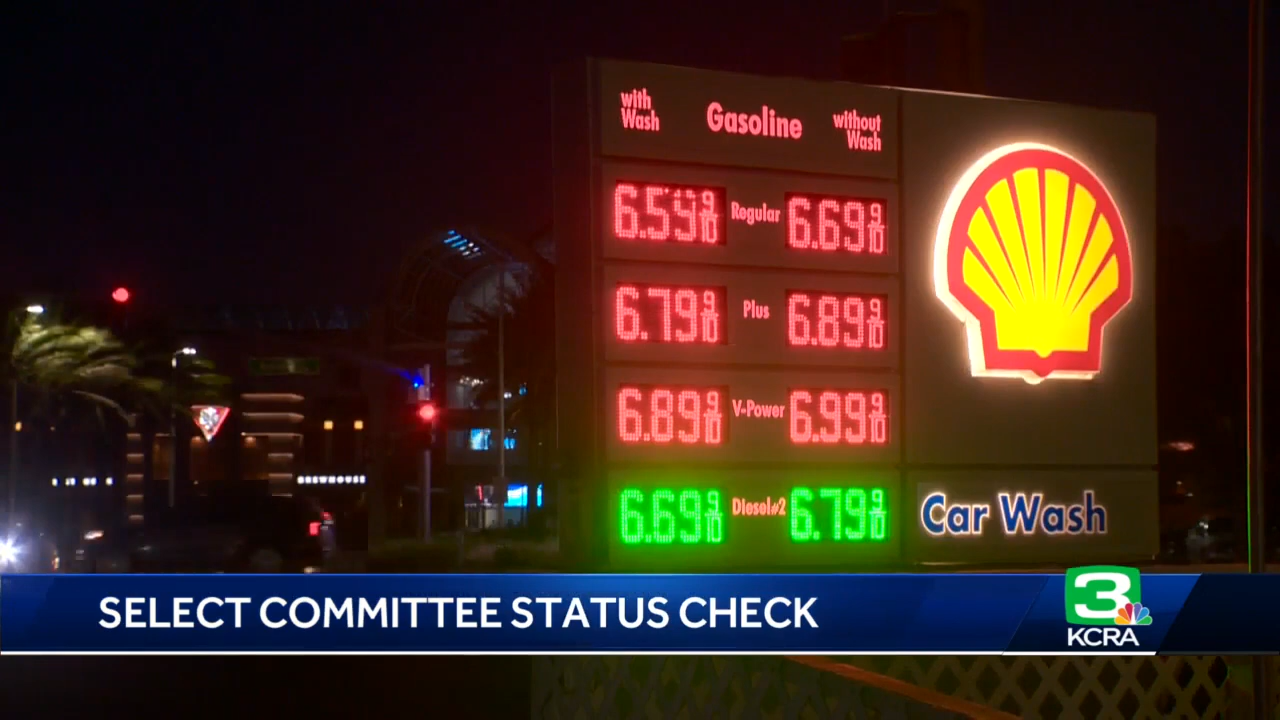 with Wash
Gasoline
without Wash
6.59 9/10 Regular 6.69 9/10
6.79 9/10 Plus 6.89 9/10
6.89 9/10 V-Power 6.99 9/10
6.69 9/10 Diesel#2 6.79 9/10
Car Wash
BREWHOUSE
SELECT COMMITTEE STATUS CHECK
3
KCRA